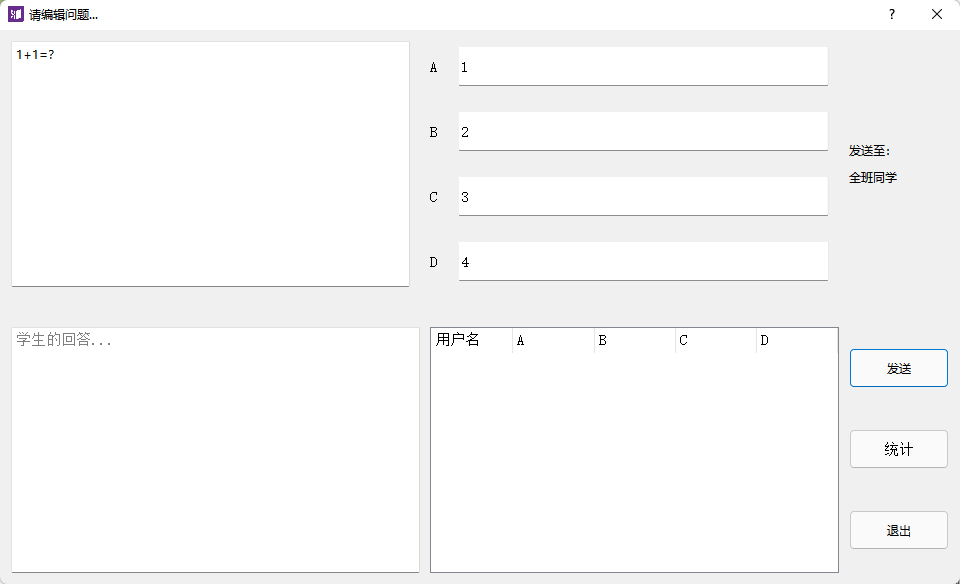 请编辑问题...
?
1+1=?
A 1
B 2
C 3
D 4
发送至:
全班同学
学生的回答...
用户名 A B C D
发送
统计
退出